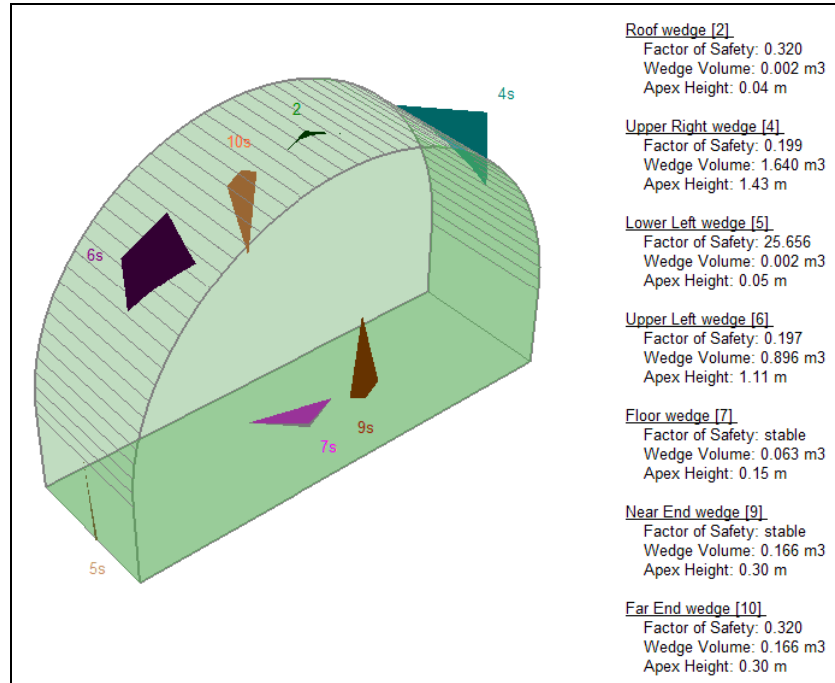 2
4s
10s
6s
9s
7s
5s
Roof wedge [2]
Factor of Safety: 0.320
Wedge Volume: 0.002 m3
Apex Height: 0.04 m
Upper Right wedge [4]
Factor of Safety: 0.199
Wedge Volume: 1.640 m3
Apex Height: 1.43 m
Lower Left wedge [5]
Factor of Safety: 25.656
Wedge Volume: 0.002 m3
Apex Height: 0.05 m
Upper Left wedge [6]
Factor of Safety: 0.197
Wedge Volume: 0.896 m3
Apex Height: 1.11 m
Floor wedge [7]
Factor of Safety: stable
Wedge Volume: 0.063 m3
Apex Height: 0.15 m
Near End wedge [9]
Factor of Safety: stable
Wedge Volume: 0.166 m3
Apex Height: 0.30 m
Far End wedge [10]
Factor of Safety: 0.320
Wedge Volume: 0.166 m3
Apex Height: 0.30 m